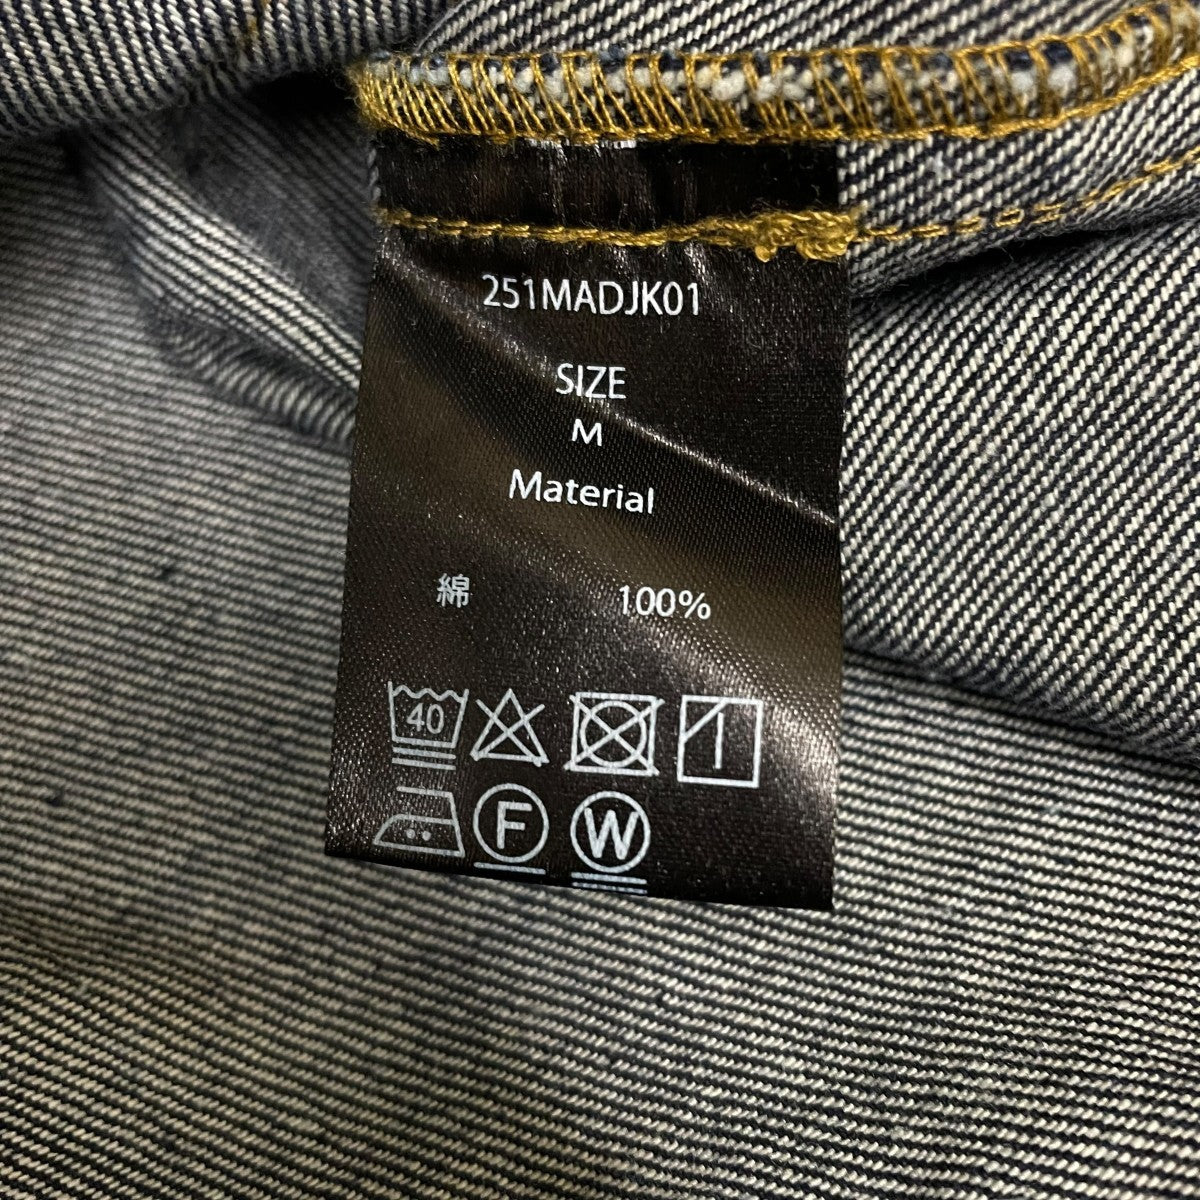 251MADJK01
SIZE
M
Material
綿 100%
40
F W